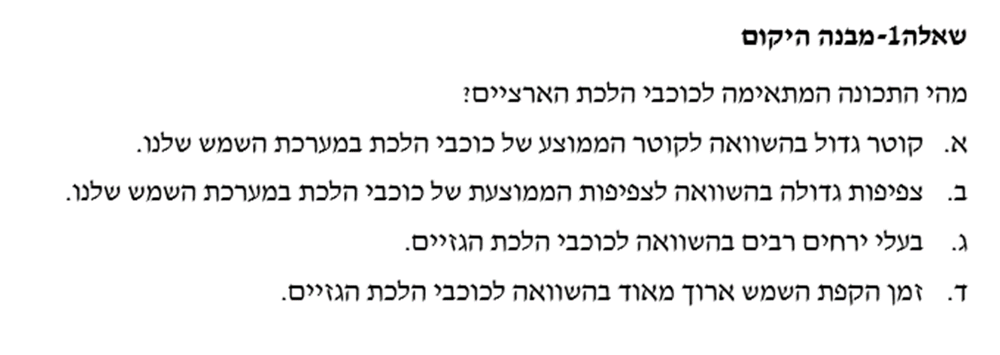 שאלה1-מבנה היקום
מהי התכונה המתאימה לכוכבי הלכת הארציים?
א. קוטר גדול בהשוואה לקוטר הממוצע של כוכבי הלכת במערכת השמש שלנו.
ב. צפיפות גדולה בהשוואה לצפיפות הממוצעת של כוכבי הלכת במערכת השמש שלנו.
ג. בעלי ירחים רבים בהשוואה לכוכבי הלכת הגזיים.
ד. זמן הקפת השמש ארוך מאוד בהשוואה לכוכבי הלכת הגזיים.